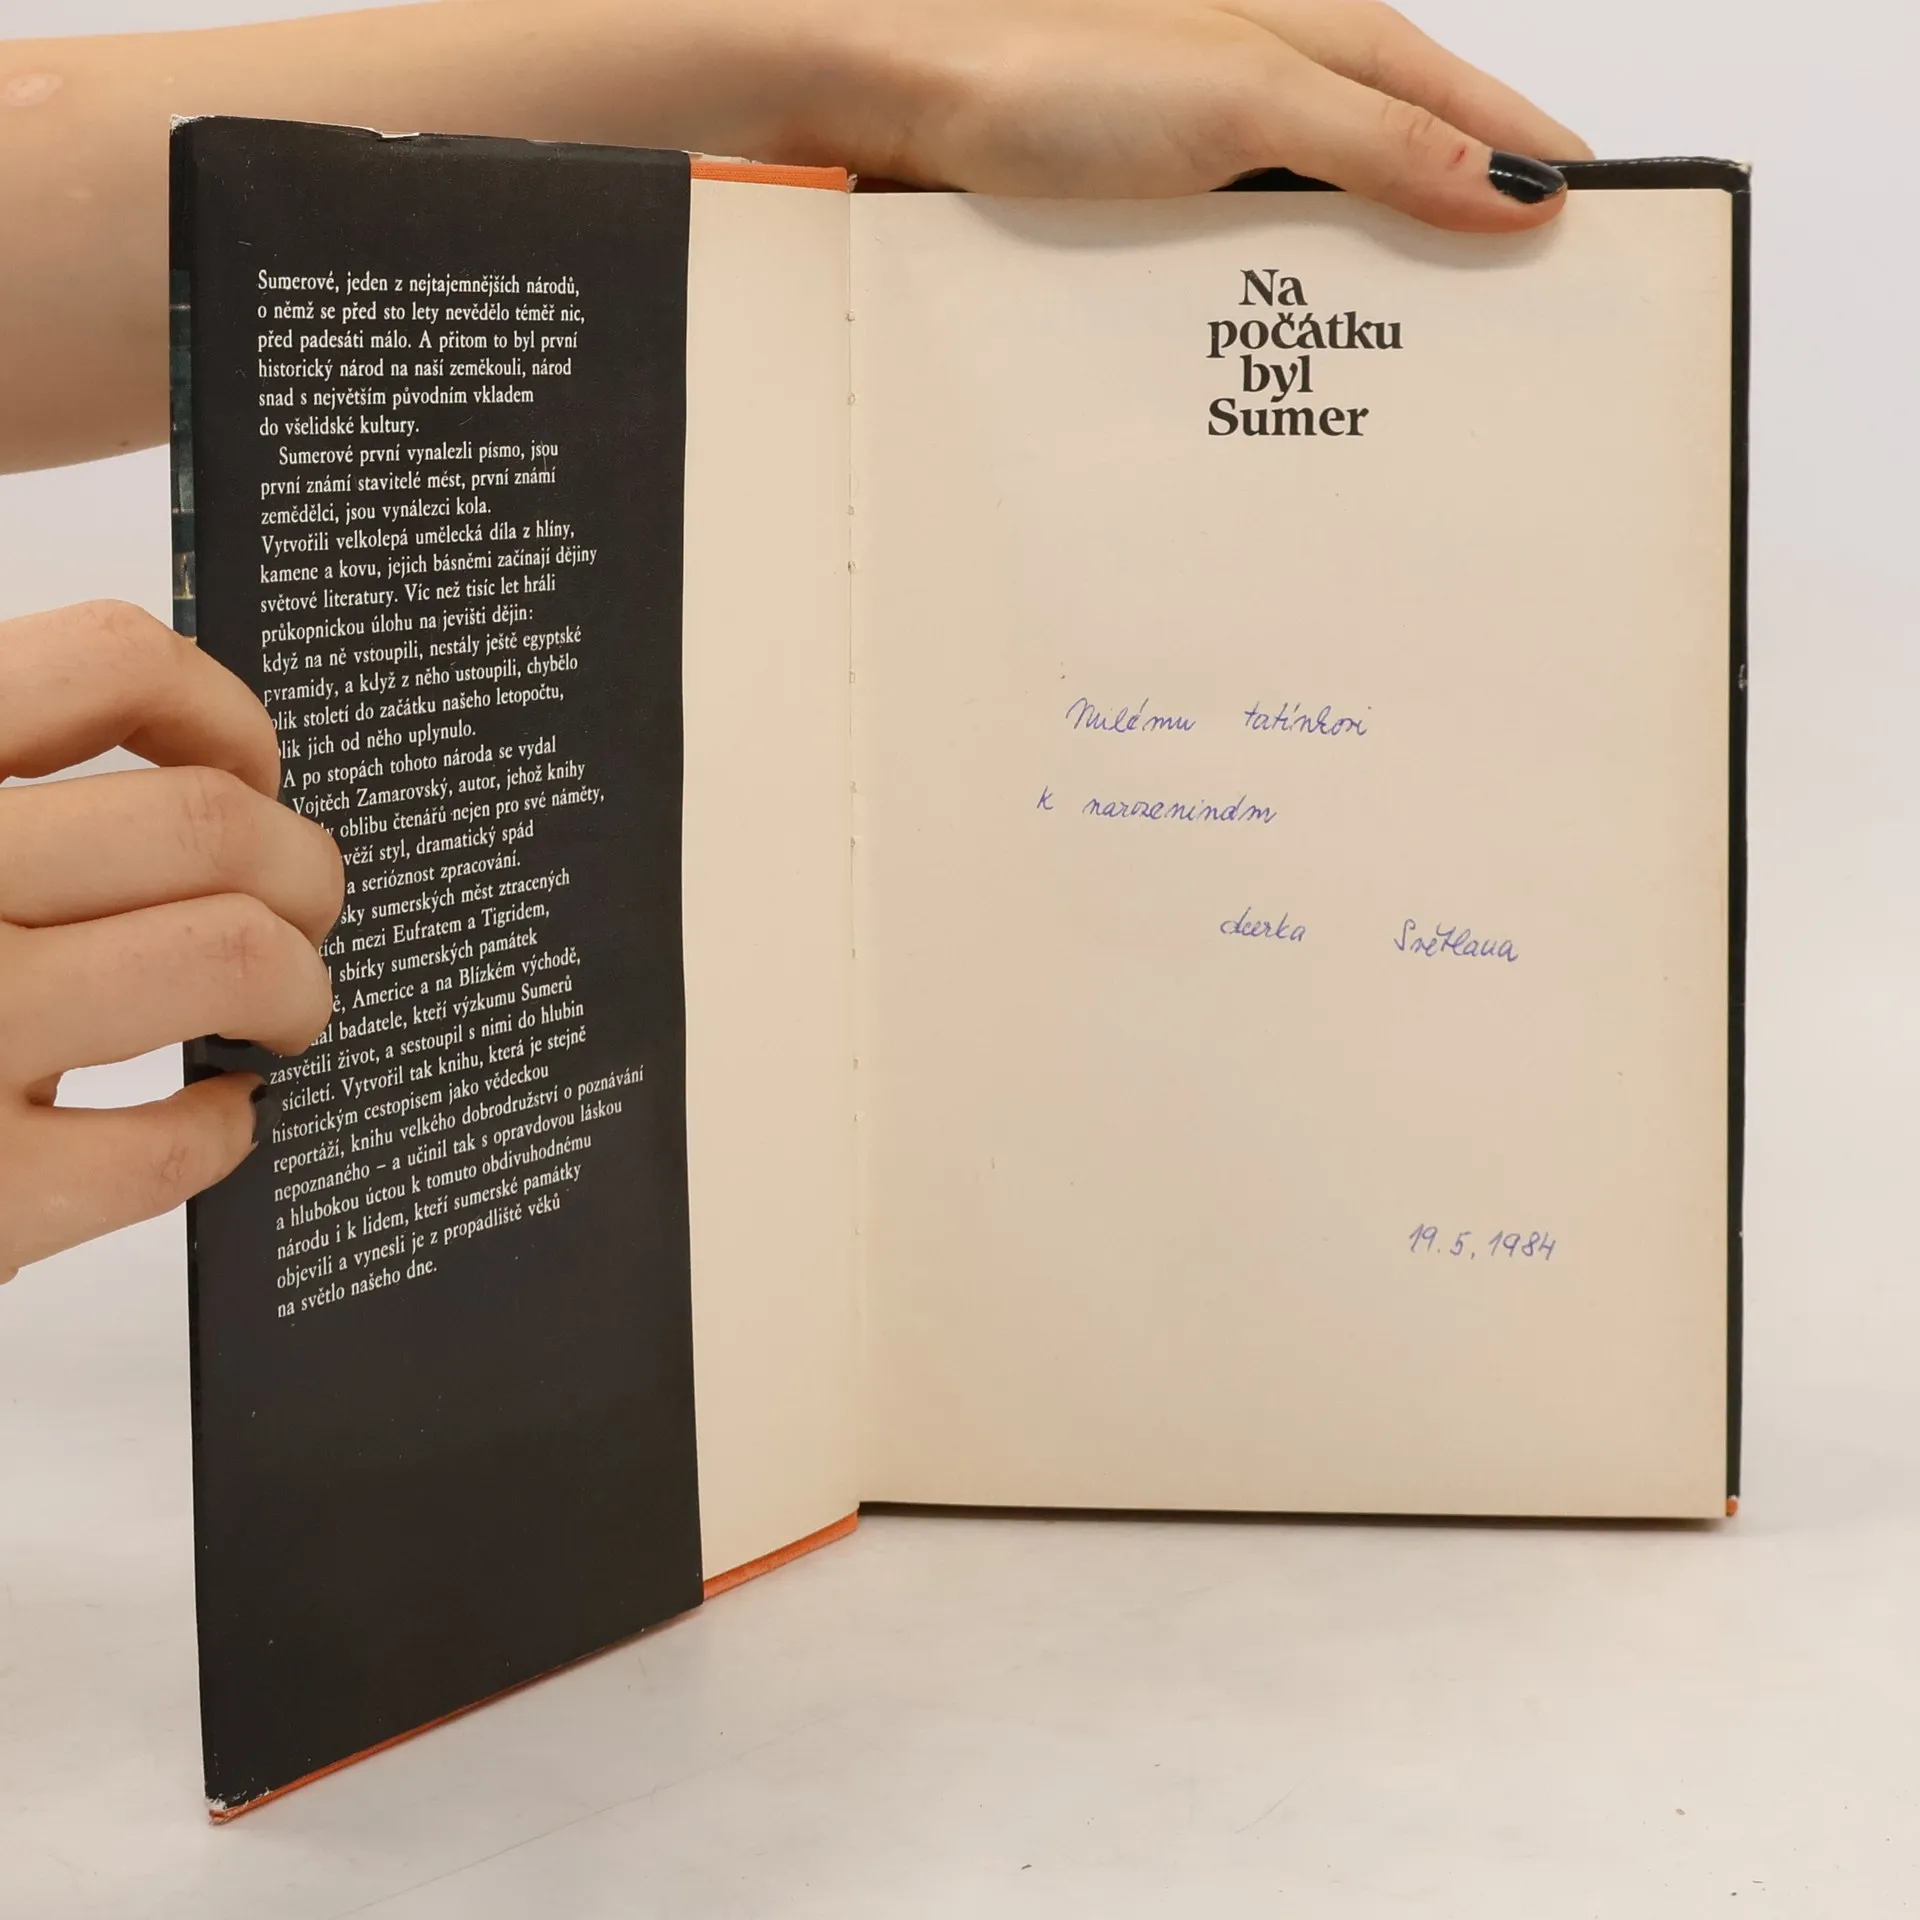 Sumerové, jeden z nejtajemnějších národů,
o němž se před sto lety nevědělo téměř nic,
před padesáti málo. A přitom to byl první
historický národ na naší zeměkouli, národ
snad s největším původním vkladem
do všelidské kultury.
Sumerové první vynalezli písmo, jsou
první známí stavitelé měst, první známí
zemědělci, jsou vynálezci kola.
Vytvořili velkolepá umělecká díla z hlíny,
kamene a kovu, jejich básněmi začínají dějiny
světové literatury. Víc než tisíc let hráli
průkopnickou úlohu na jevišti dějin:
když na ně vstoupili, nestály ještě egyptské
pyramidy, a když z něho ustoupili, chybělo
olik století do začátku našeho letopočtu,
lik jich od něho uplynulo.
A po stopách tohoto národa se vydal
Vojtěch Zamarovský, autor, jehož knihy
y oblibu čtenářů nejen pro své náměty,
věží styl, dramatický spád
a serióznost zpracování.
šky sumerských měst ztracených
ích mezi Eufratem a Tigridem,
sbírky sumerských památek
ě, Americe a na Blízkém východě,
al badatele, kteří výzkumu Sumerů
zasvětili život, a sestoupil s nimi do hlubin
síciletí. Vytvořil tak knihu, která je stejně
historickým cestopisem jako vědeckou
reportáží, knihu velkého dobrodružství o poznávání
nepoznaného – a učinil tak s opravdovou láskou
a hlubokou úctou k tomuto obdivuhodnému
národu i k lidem, kteří sumerské památky
objevili a vynesli je z propadliště věků
na světlo našeho dne.
Na
počátku
byl
Sumer
Milému tatínkovi
k narozeninám
dcerka Světlana
19. 5. 1984